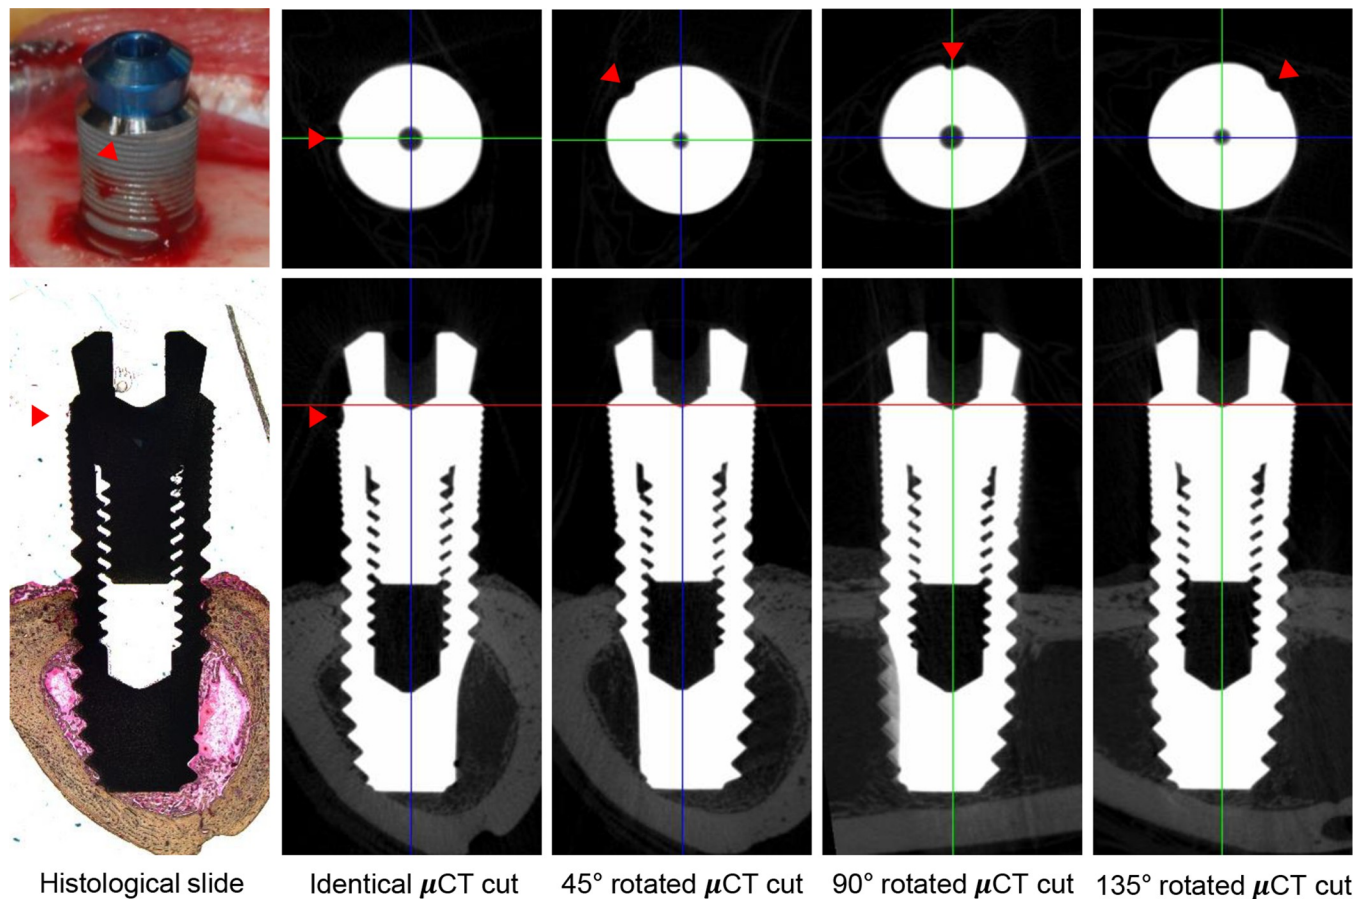 Histological slide
Identical µCT cut
45° rotated µCT cut
90° rotated µCT cut
135° rotated µCT cut